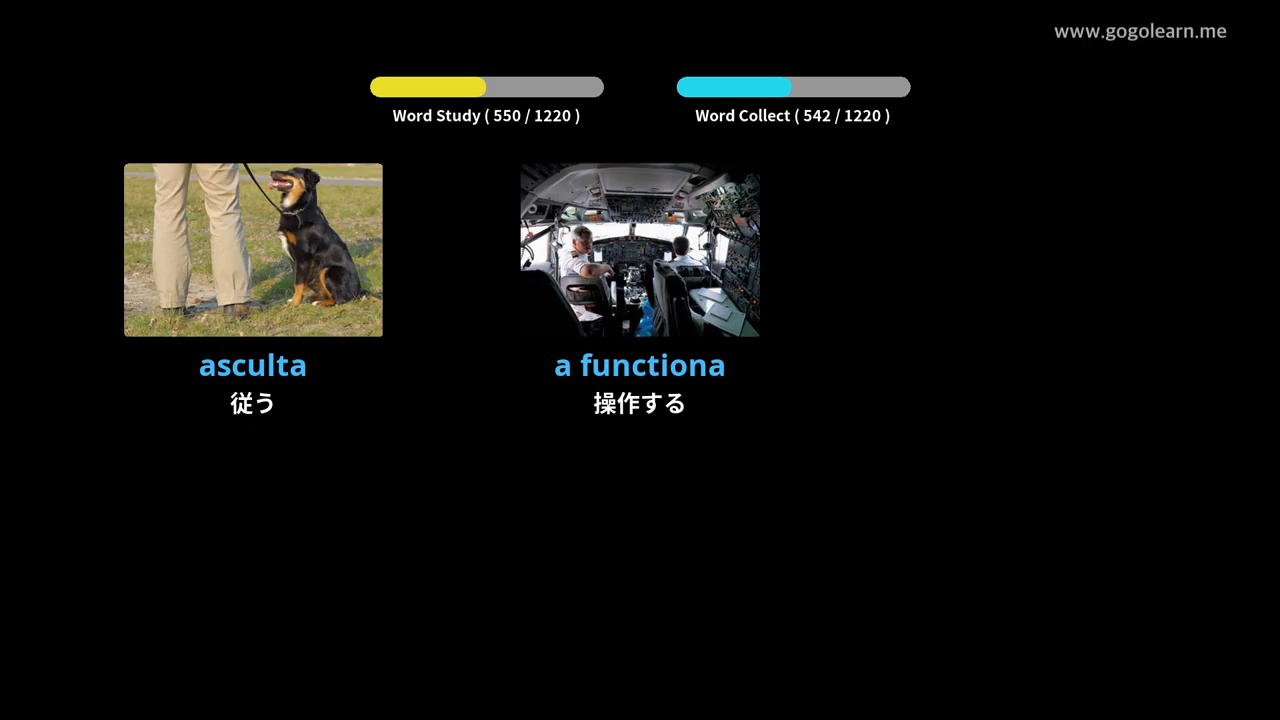 www.gogolearn.me
Word Study ( 550 / 1220 )
Word Collect ( 542 / 1220 )
asculta
従う
a functiona
操作する